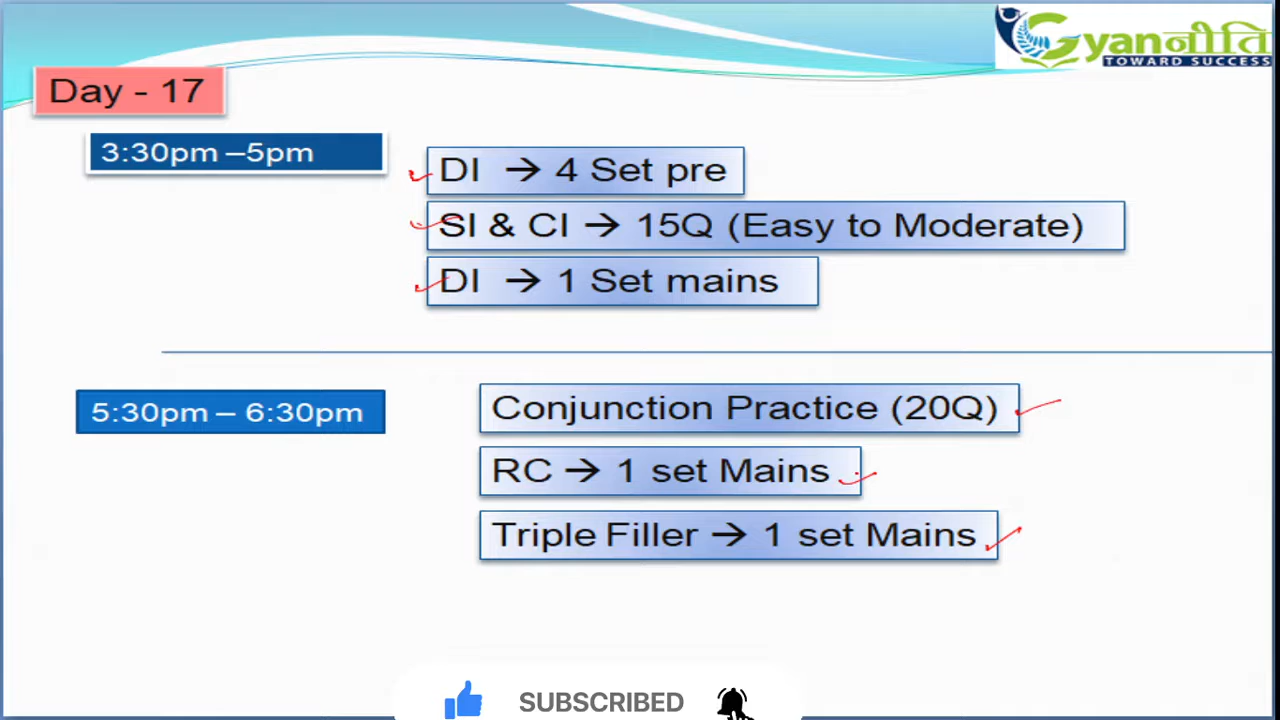 Gyanनीति
TOWARD SUCCESS
Day - 17
3:30pm –5pm
DI → 4 Set pre
SI & CI → 15Q (Easy to Moderate)
DI → 1 Set mains
5:30pm – 6:30pm
Conjunction Practice (20Q)
RC → 1 set Mains
Triple Filler → 1 set Mains
SUBSCRIBED